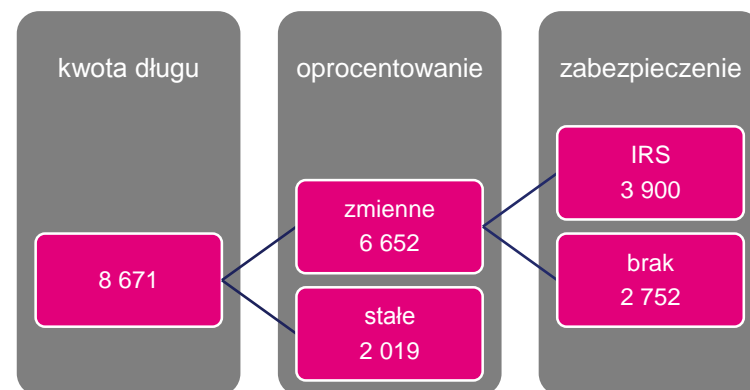 kwota długu
8 671
oprocentowanie
zmienne
6 652
stałe
2 019
zabezpieczenie
IRS
3 900
brak
2 752